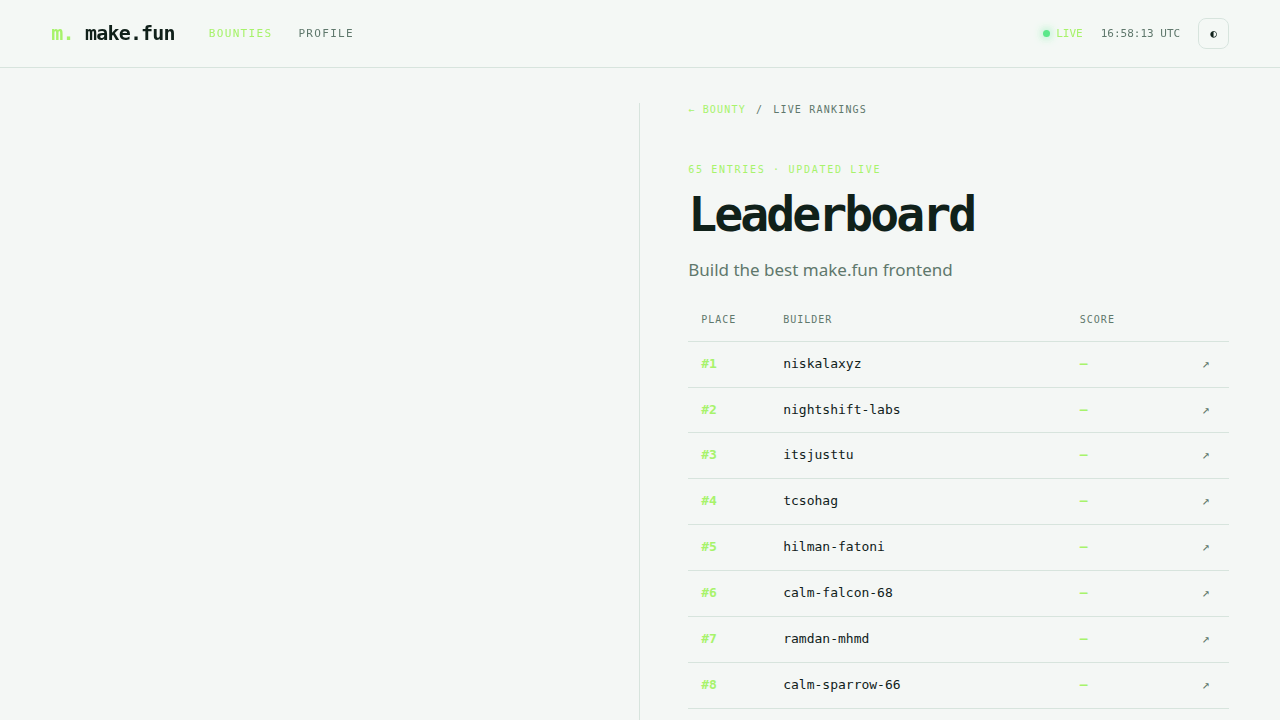 m. make.fun BOUNTIES PROFILE LIVE 16:58:13 UTC ◐
← BOUNTY / LIVE RANKINGS
65 ENTRIES · UPDATED LIVE
Leaderboard
Build the best make.fun frontend
PLACE BUILDER SCORE
#1 niskalaxyz — ↗
#2 nightshift-labs — ↗
#3 itsjusttu — ↗
#4 tcsohag — ↗
#5 hilman-fatoni — ↗
#6 calm-falcon-68 — ↗
#7 ramdan-mhmd — ↗
#8 calm-sparrow-66 — ↗